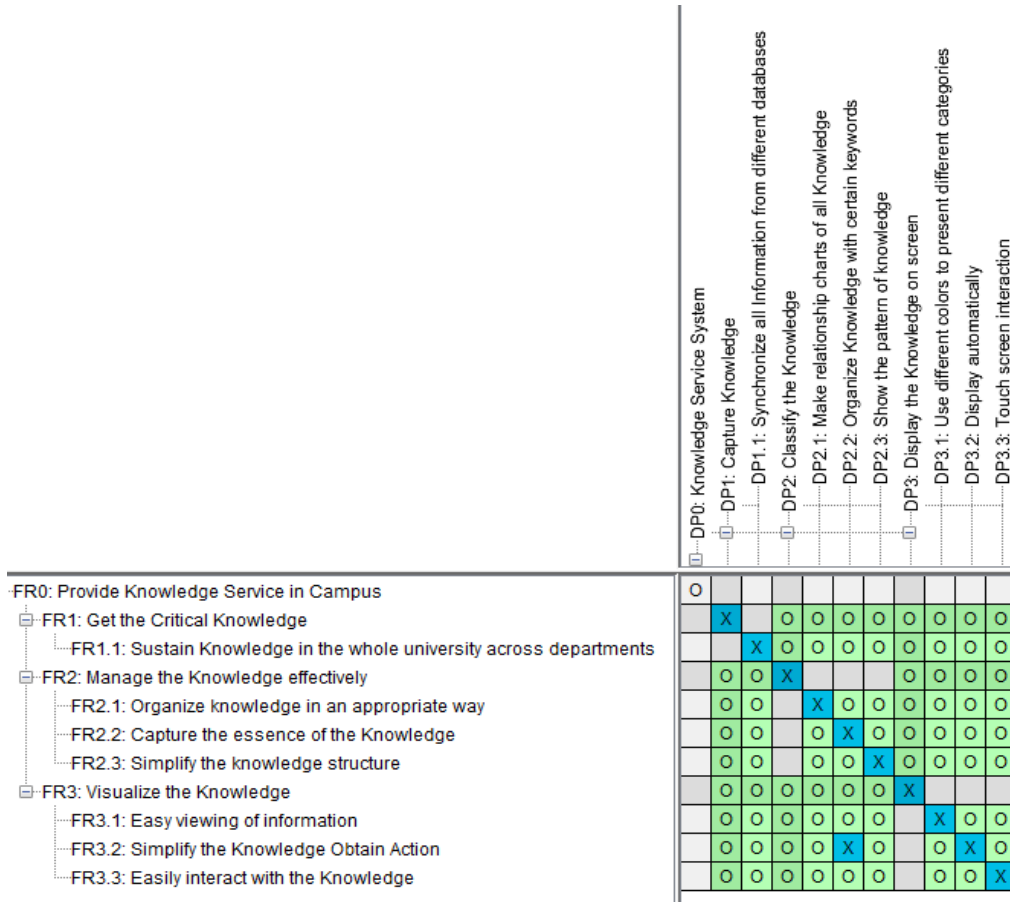 DP0: Knowledge Service System
DP1: Capture Knowledge
DP1.1: Synchronize all Information from different databases
DP2: Classify the Knowledge
DP2.1: Make relationship charts of all Knowledge
DP2.2: Organize Knowledge with certain keywords
DP2.3: Show the pattern of knowledge
DP3: Display the Knowledge on screen
DP3.1: Use different colors to present different categories
DP3.2: Display automatically
DP3.3: Touch screen interaction
FR0: Provide Knowledge Service in Campus O
FR1: Get the Critical Knowledge X O O O O O O O O
FR1.1: Sustain Knowledge in the whole university across departments X O O O O O O O O
FR2: Manage the Knowledge effectively O O X O O O O
FR2.1: Organize knowledge in an appropriate way O O X O O O O O O
FR2.2: Capture the essence of the Knowledge O O O X O O O O O
FR2.3: Simplify the knowledge structure O O O O X O O O O
FR3: Visualize the Knowledge O O O O O O X
FR3.1: Easy viewing of information O O O O O O X O O
FR3.2: Simplify the Knowledge Obtain Action O O O O X O O X O
FR3.3: Easily interact with the Knowledge O O O O O O O O X